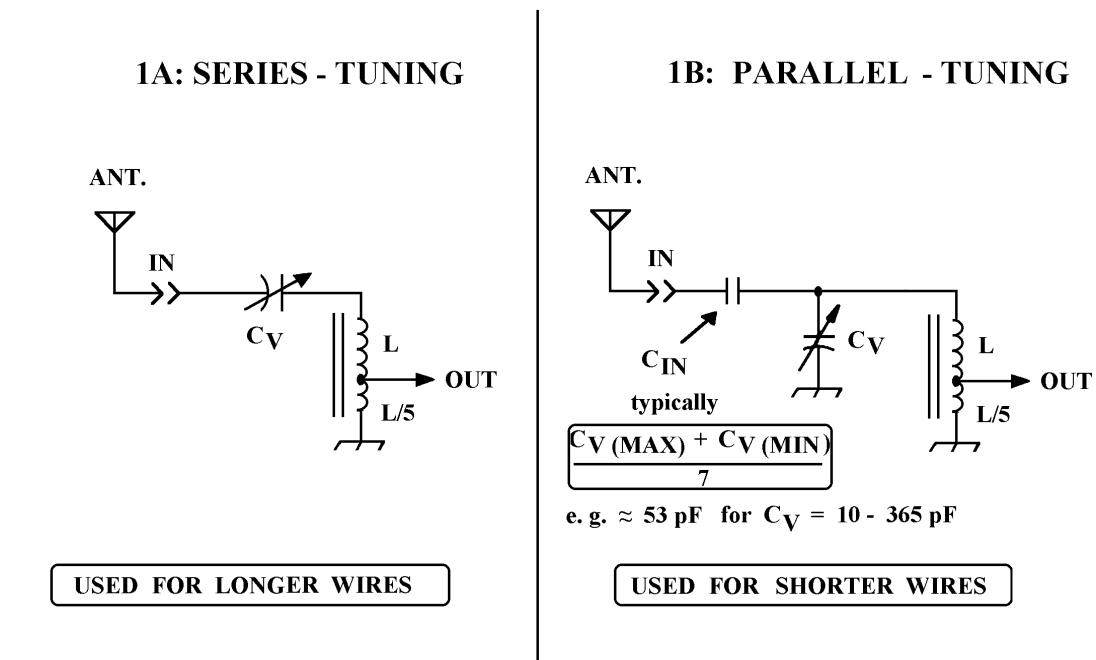 1A: SERIES - TUNING
ANT.
IN
CV
L
OUT
L/5
USED FOR LONGER WIRES
1B: PARALLEL - TUNING
ANT.
IN
CIN
typically
CV (MAX) + CV (MIN)
7
e. g. ≈ 53 pF for CV = 10 - 365 pF
CV
L
OUT
L/5
USED FOR SHORTER WIRES